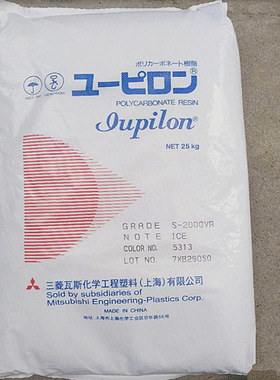 ポリカーボネート樹脂
ユーピロン®
POLYCARBONATE RESIN
Iupilon®
NET 25 kg
GRADE S-2000VR
NOTE ICE
COLOR NO. 5313
LOT NO. 7XB290S0
三菱瓦斯化学工程塑料(上海)有限公司
Sold by subsidiaries of
Mitsubishi Engineering-Plastics Corp.
MADE IN CHINA